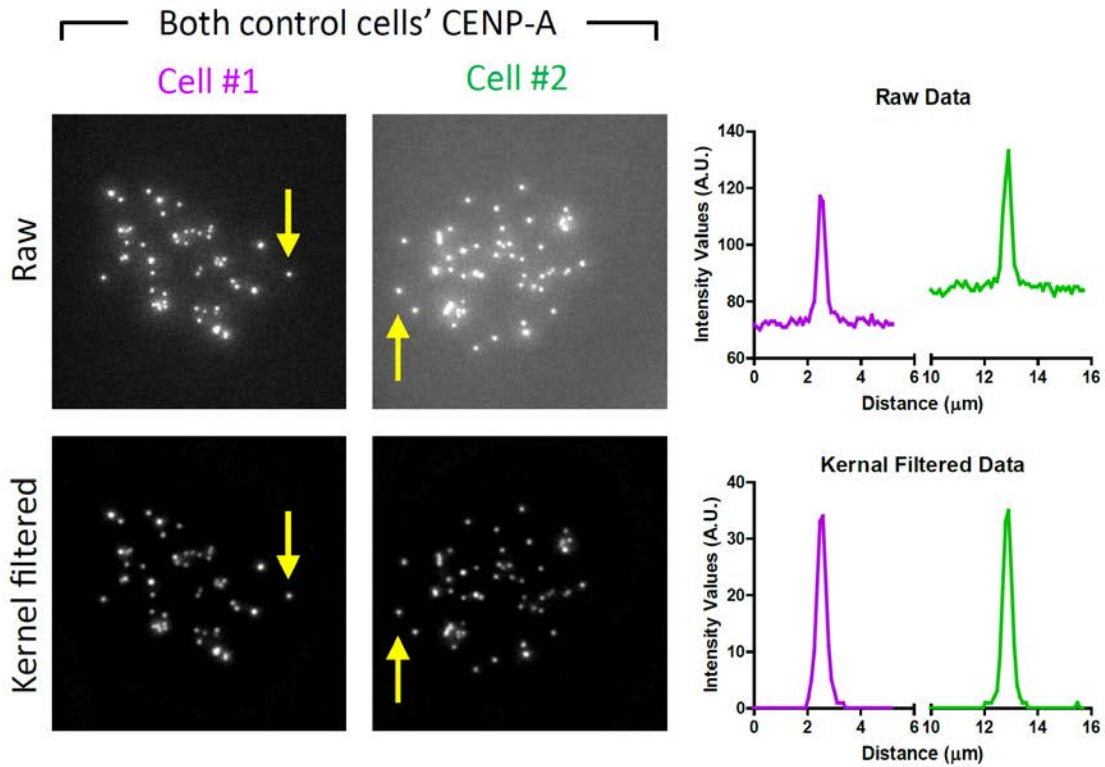 Both control cells' CENP-A
Cell #1
Cell #2
Raw
Kernel filtered
Raw Data
Intensity Values (A.U.)
140
120
100
80
60
0 2 4 6 10 12 14 16
Distance (μm)
Kernal Filtered Data
Intensity Values (A.U.)
40
30
20
10
0
0 2 4 6 10 12 14 16
Distance (μm)